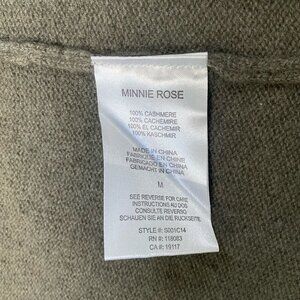 MINNIE ROSE
100% CASHMERE
100% CACHEMIRE
100% EL CACHEMIR
100% KASCHMIR
MADE IN CHINA
FABRIQUE EN CHINE
FABRICADO EN CHINA
GEMACHT IN CHINA
M
SEE REVERSE FOR CARE
INSTRUCTIONS AU DOS
CONSULTE REVERSO
SCHAUEN SIE AN DIE RUCKSEITE.
STYLE #: S001C14
RN #: 118083
CA #: 19117